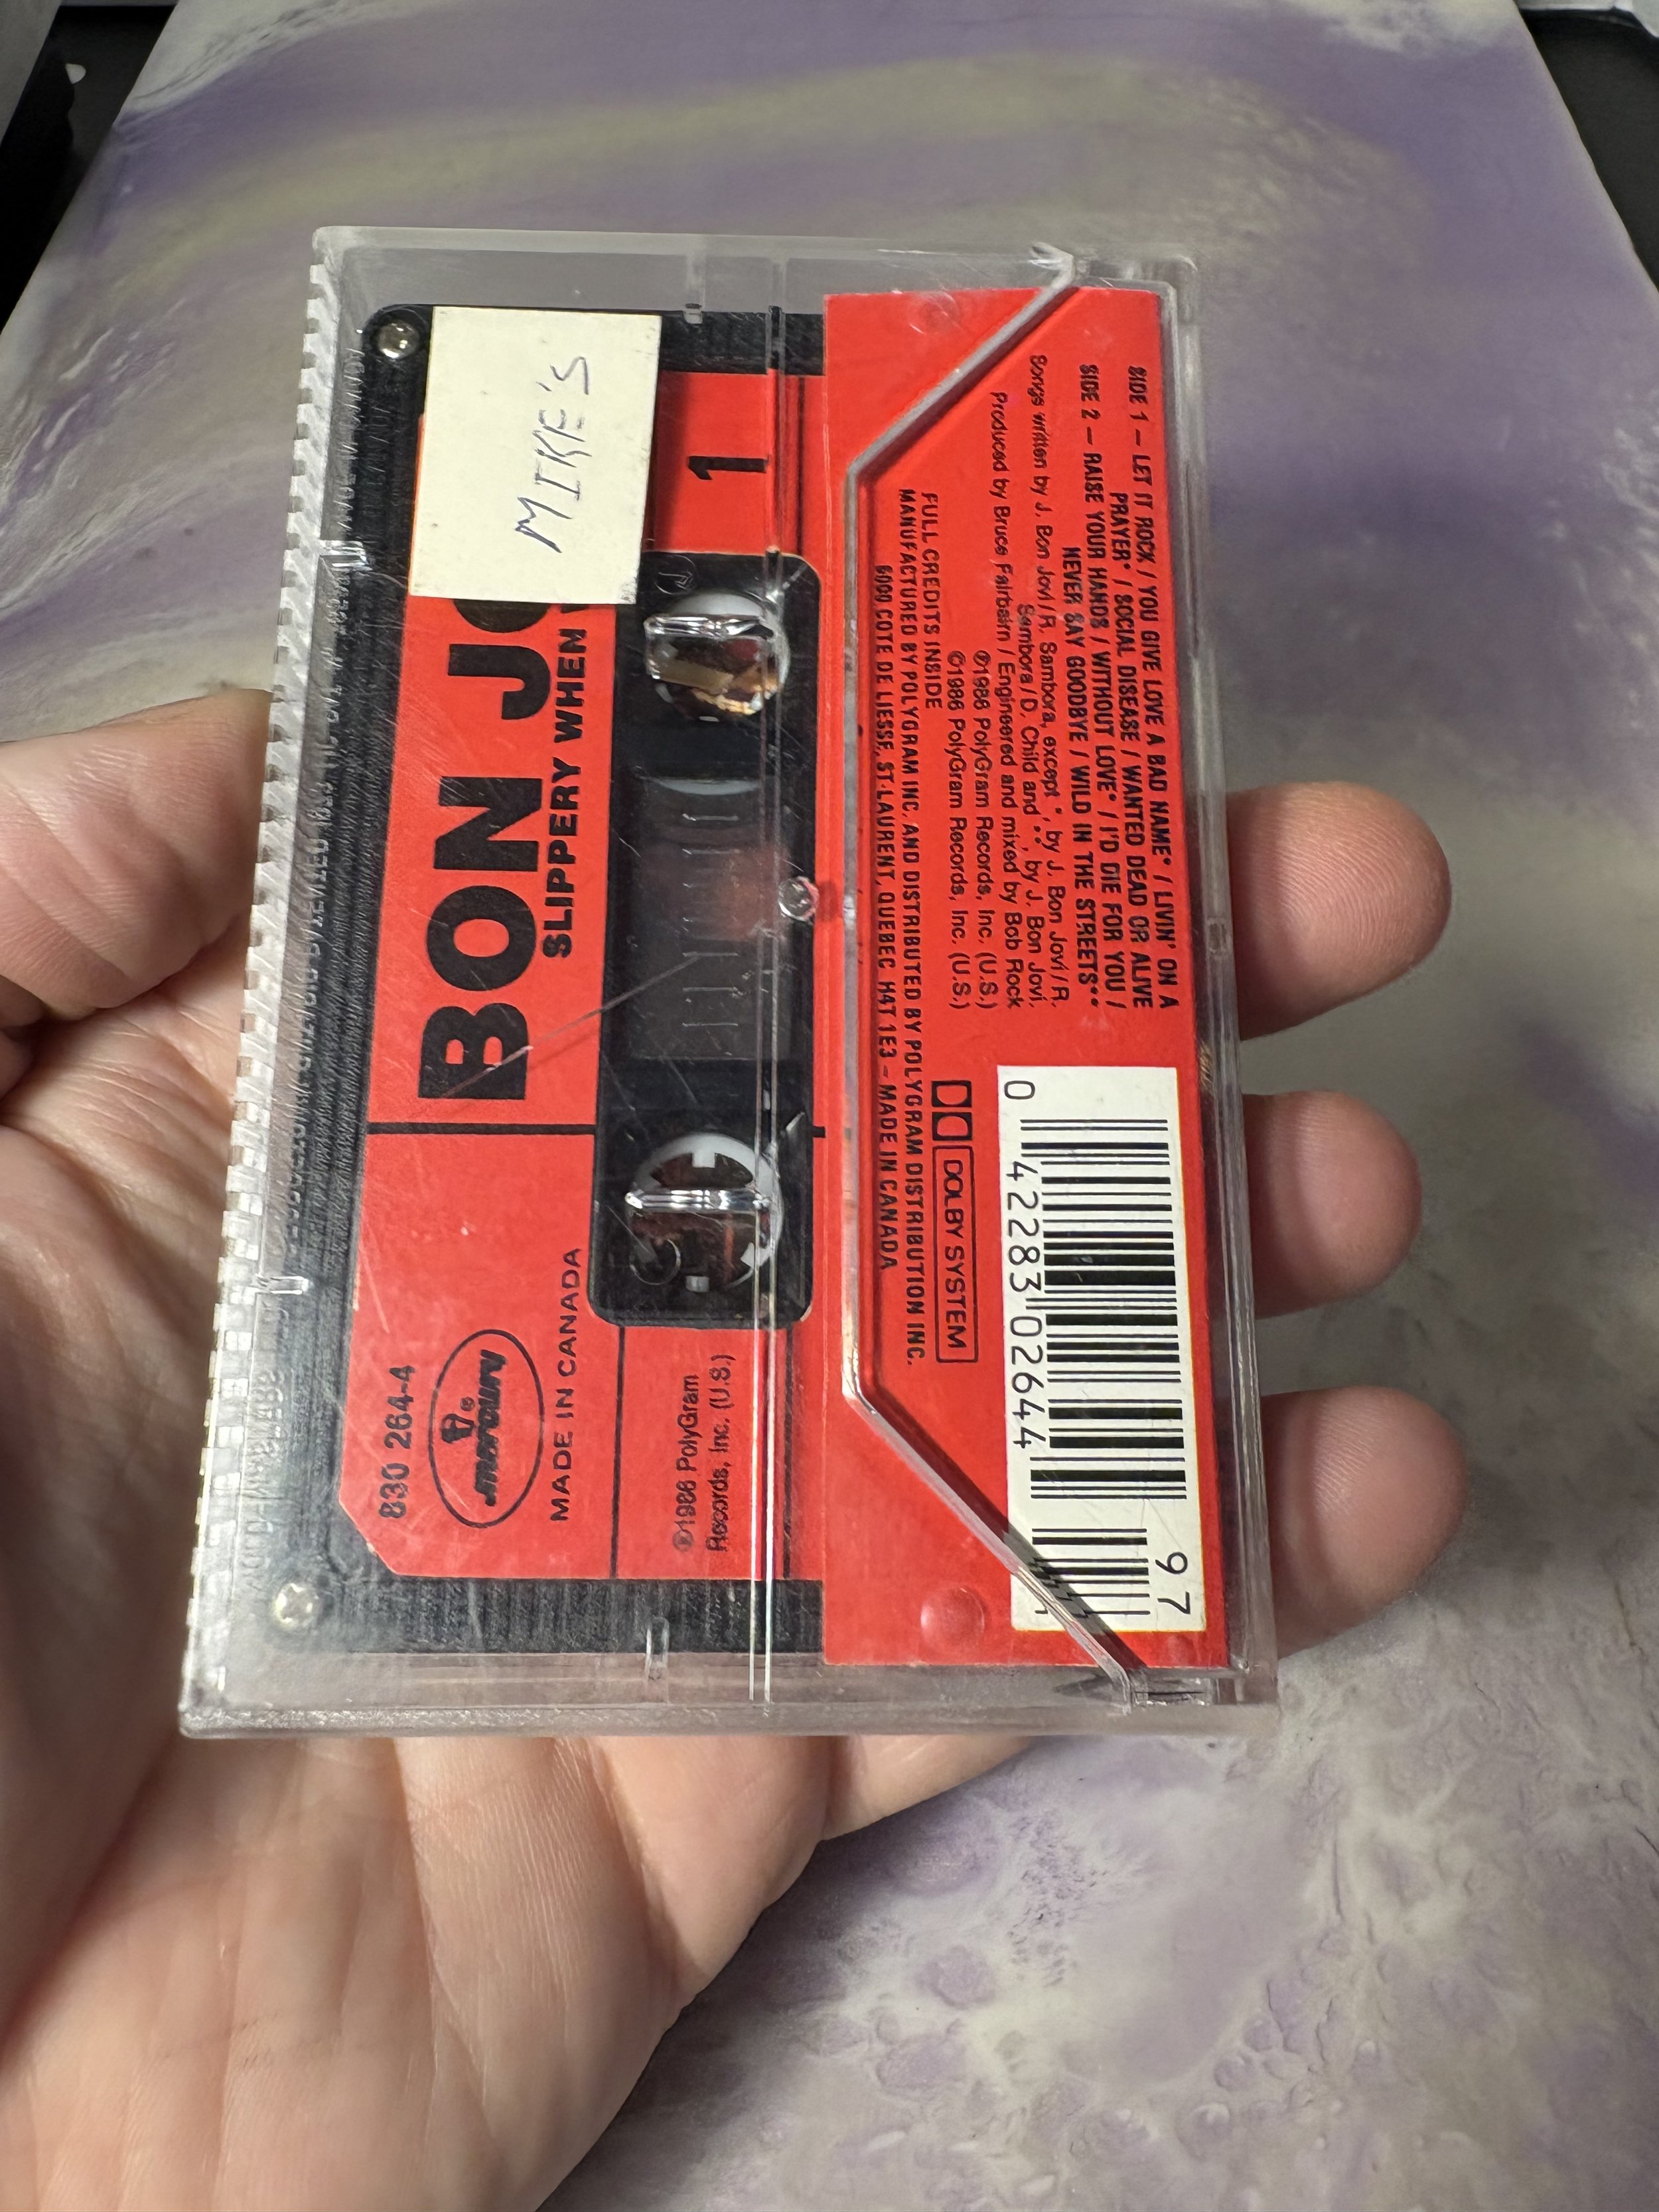 MIKE'S
1
BON J
SLIPPERY WHEN
830 264-4
mercury
MADE IN CANADA
℗1986 PolyGram
Records, Inc. (U.S.)
SIDE 1 – LET IT ROCK / YOU GIVE LOVE A BAD NAME* / LIVIN' ON A
PRAYER* / SOCIAL DISEASE / WANTED DEAD OR ALIVE
SIDE 2 – RAISE YOUR HANDS / WITHOUT LOVE* / I'D DIE FOR YOU* /
NEVER SAY GOODBYE / WILD IN THE STREETS**
Songs written by J. Bon Jovi / R. Sambora, except *, by J. Bon Jovi / R.
Sambora / D. Child and **, by J. Bon Jovi.
Produced by Bruce Fairbairn / Engineered and mixed by Bob Rock
℗1986 PolyGram Records, Inc. (U.S.)
©1986 PolyGram Records, Inc. (U.S.)
FULL CREDITS INSIDE
MANUFACTURED BY POLYGRAM INC. AND DISTRIBUTED BY POLYGRAM DISTRIBUTION INC.
6000 COTE DE LIESSE, ST-LAURENT, QUEBEC H4T 1E3 – MADE IN CANADA
DOLBY SYSTEM
0 42283 02644
97